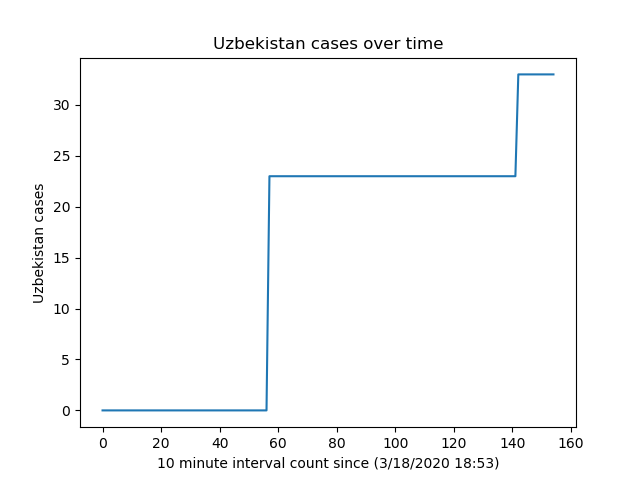 Uzbekistan cases over time
30
25
20
15
10
5
0
Uzbekistan cases
0 20 40 60 80 100 120 140 160
10 minute interval count since (3/18/2020 18:53)